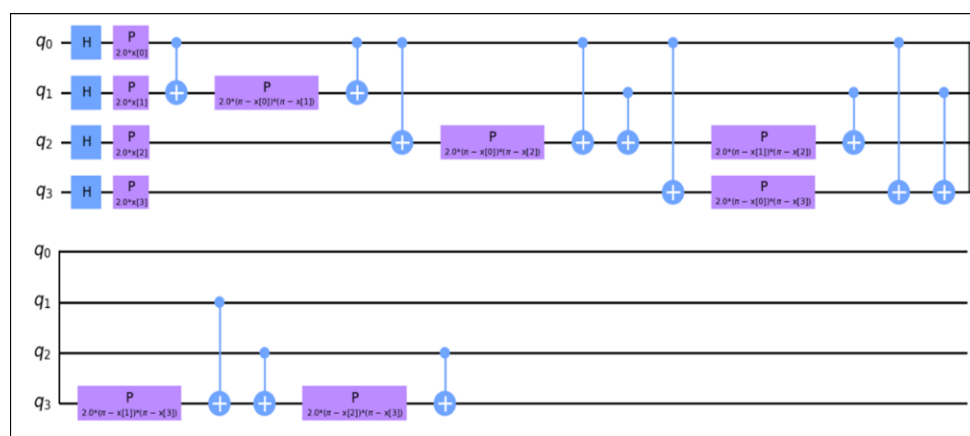 q₀ H P 2.0*x[0]
q₁ H P 2.0*x[1] P 2.0*(π − x[0])*(π − x[1])
q₂ H P 2.0*x[2] P 2.0*(π − x[0])*(π − x[2]) P 2.0*(π − x[1])*(π − x[2])
q₃ H P 2.0*x[3] P 2.0*(π − x[0])*(π − x[3])
q₀
q₁
q₂
q₃ P 2.0*(π − x[1])*(π − x[3]) P 2.0*(π − x[2])*(π − x[3])